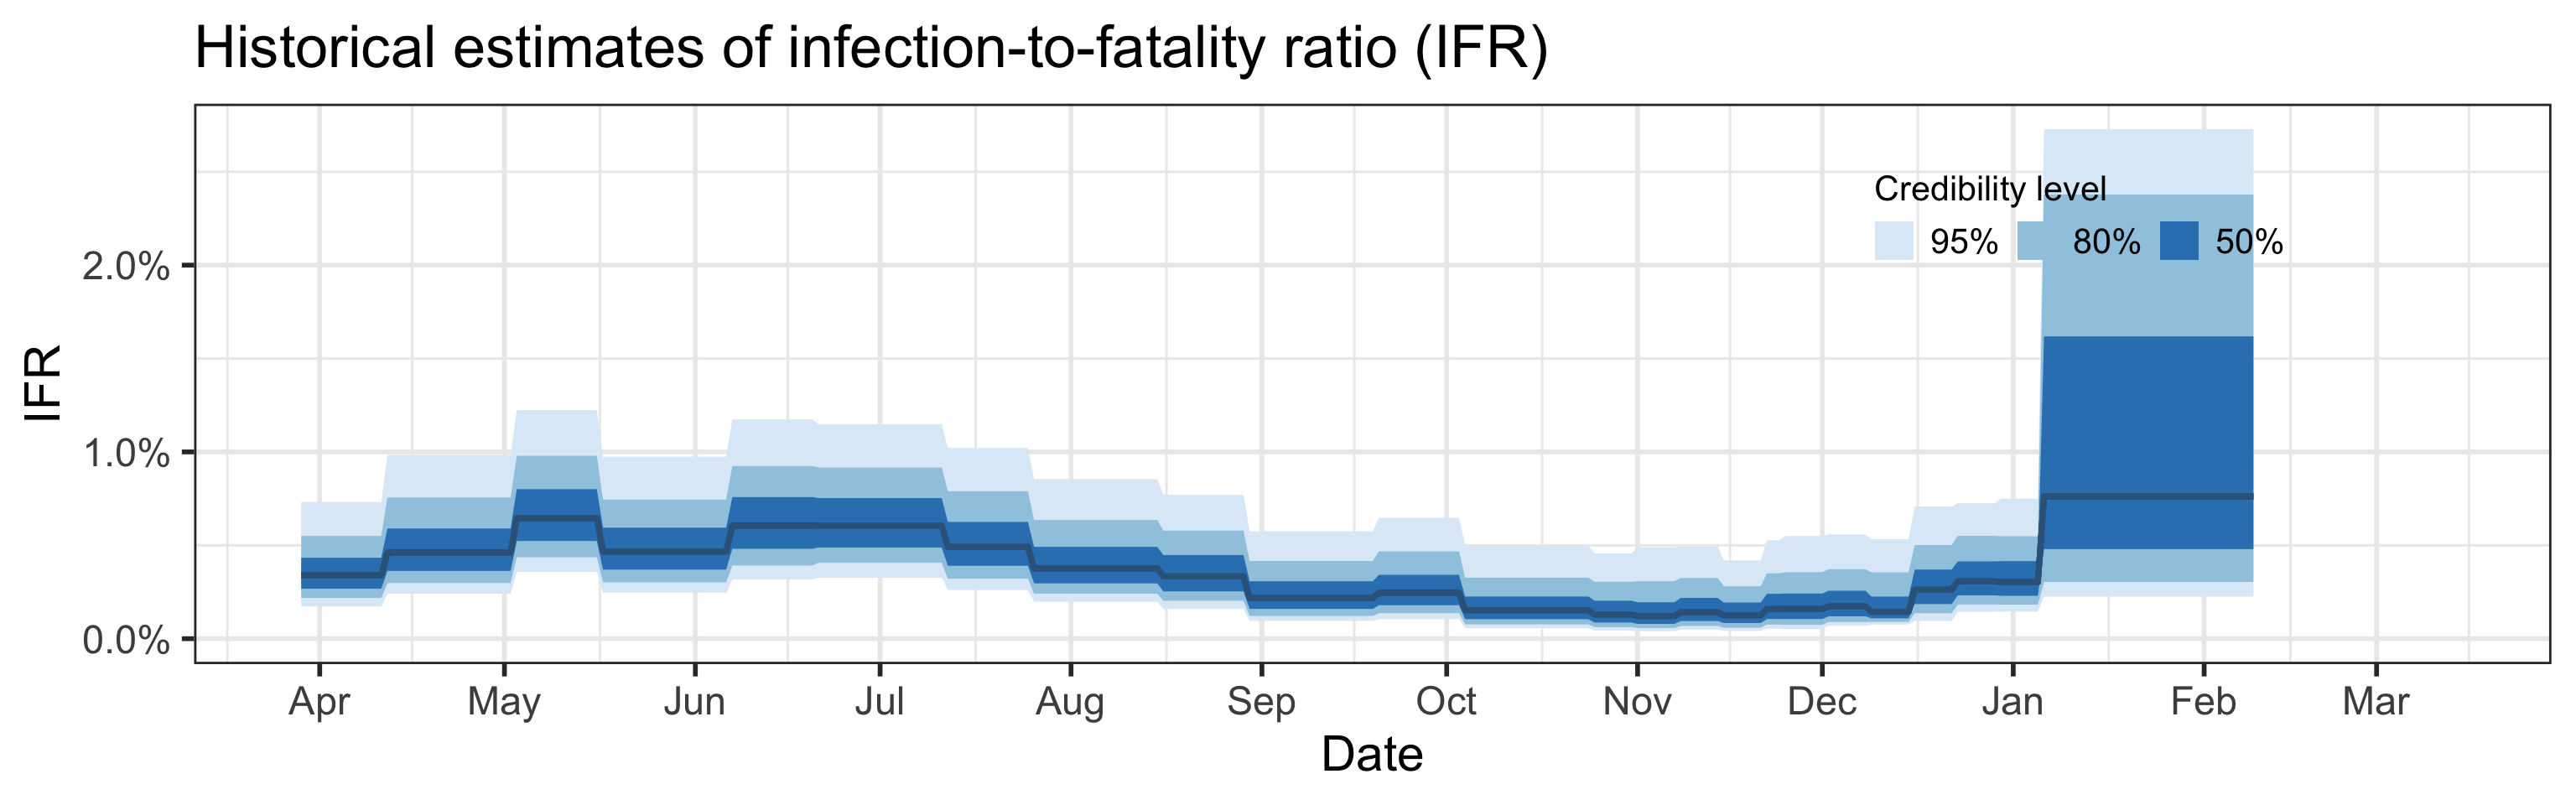 Historical estimates of infection-to-fatality ratio (IFR)
Credibility level
95% 80% 50%
2.0%
1.0%
0.0%
IFR
Apr May Jun Jul Aug Sep Oct Nov Dec Jan Feb Mar
Date